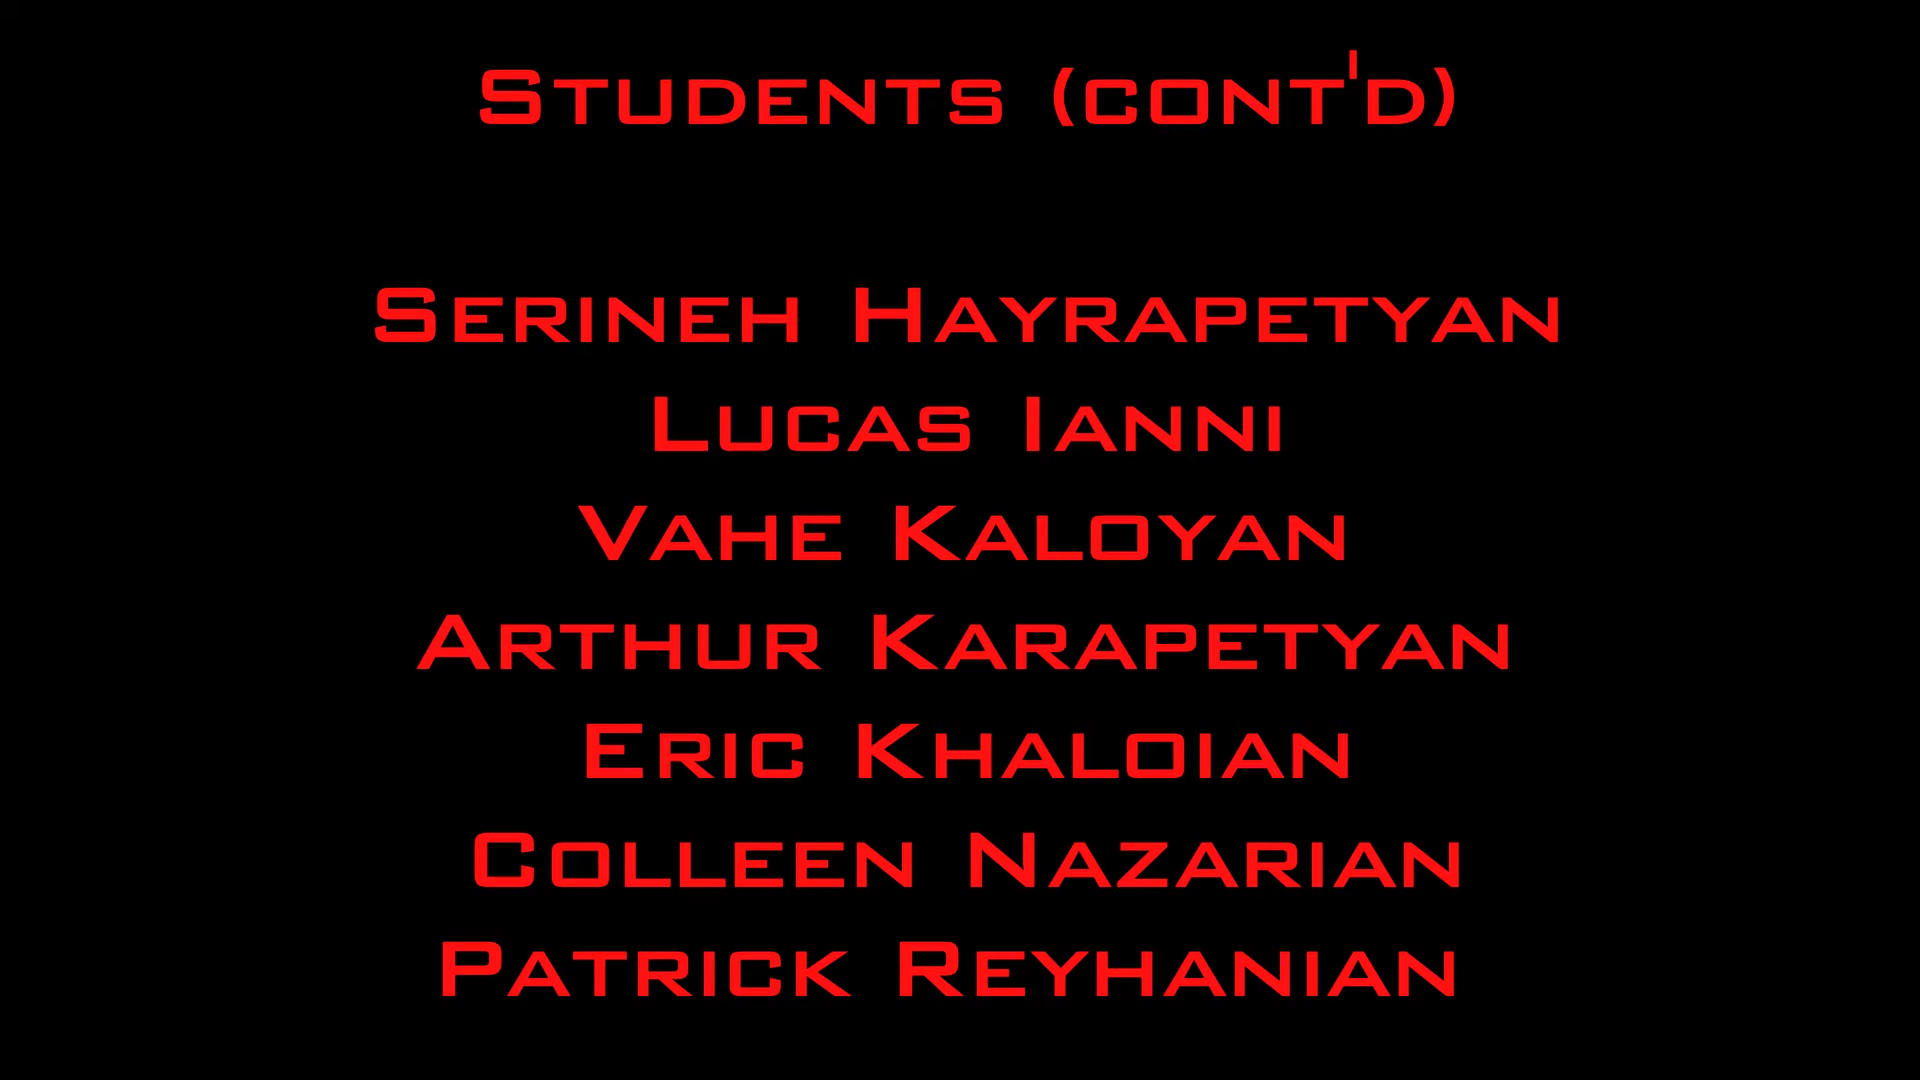 Students (cont'd)
Serineh Hayrapetyan
Lucas Ianni
Vahe Kaloyan
Arthur Karapetyan
Eric Khaloian
Colleen Nazarian
Patrick Reyhanian